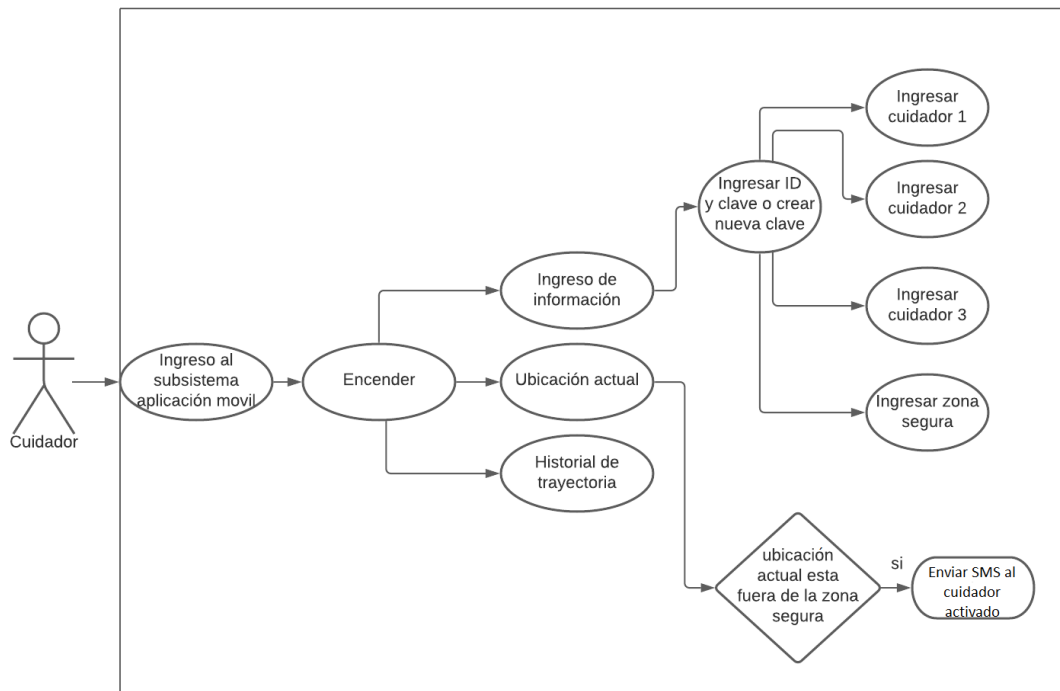 Cuidador
Ingreso al
subsistema
aplicación movil
Encender
Ingreso de
información
Ubicación actual
Historial de
trayectoria
Ingresar ID
y clave o crear
nueva clave
Ingresar
cuidador 1
Ingresar
cuidador 2
Ingresar
cuidador 3
Ingresar zona
segura
ubicación
actual esta
fuera de la zona
segura
si
Enviar SMS al
cuidador
activado